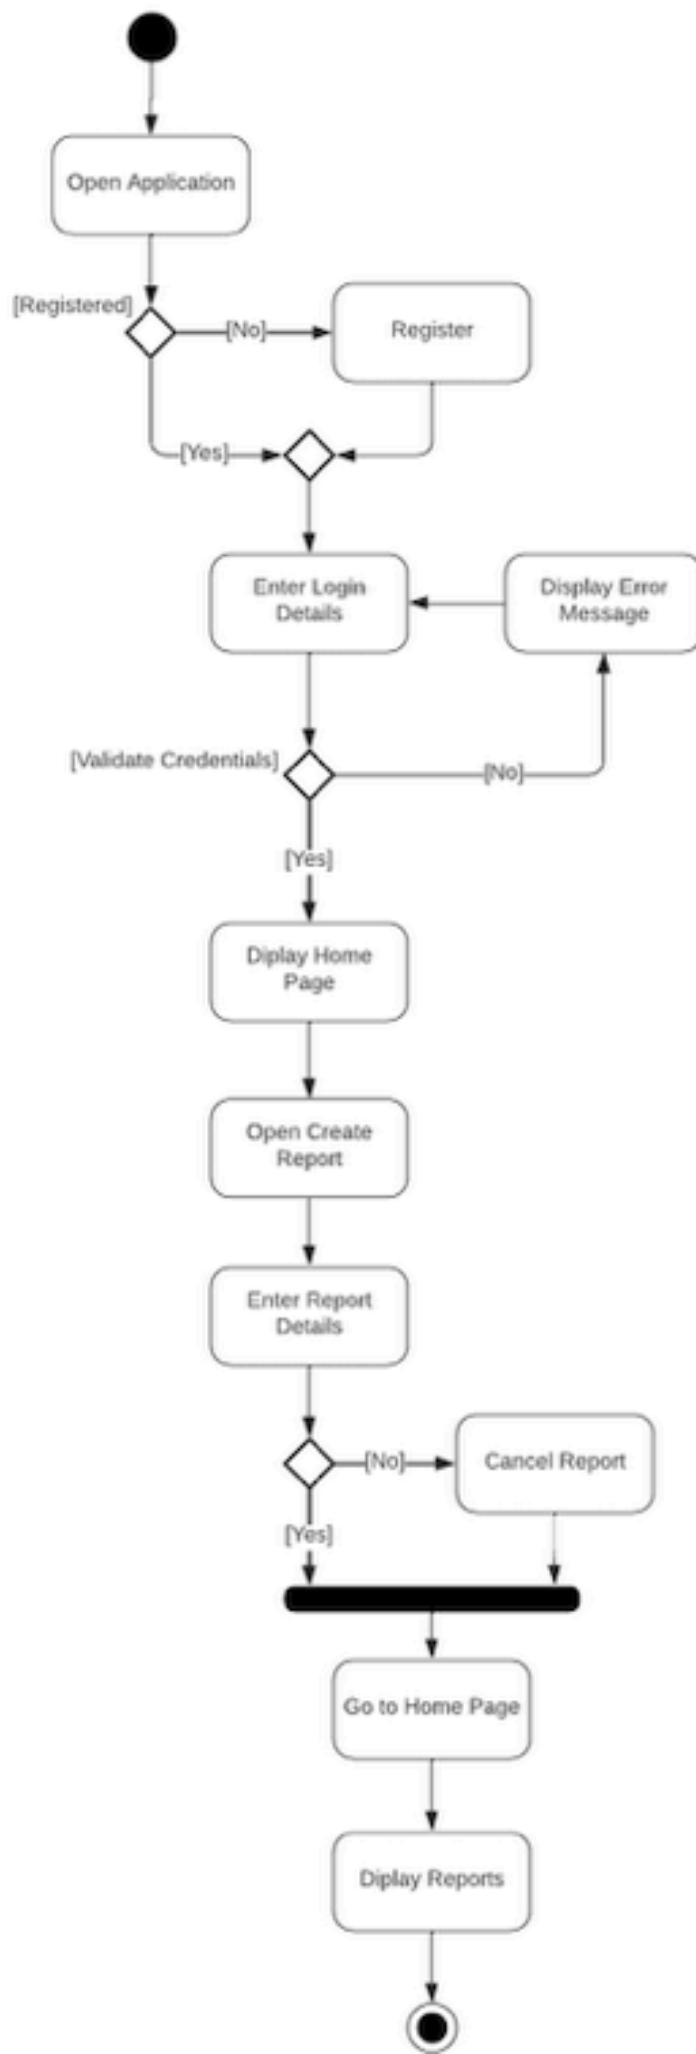 Open Application
[Registered]
[No]
Register
[Yes]
Enter Login
Details
Display Error
Message
[Validate Credentials]
[No]
[Yes]
Diplay Home
Page
Open Create
Report
Enter Report
Details
[No]
Cancel Report
[Yes]
Go to Home Page
Diplay Reports